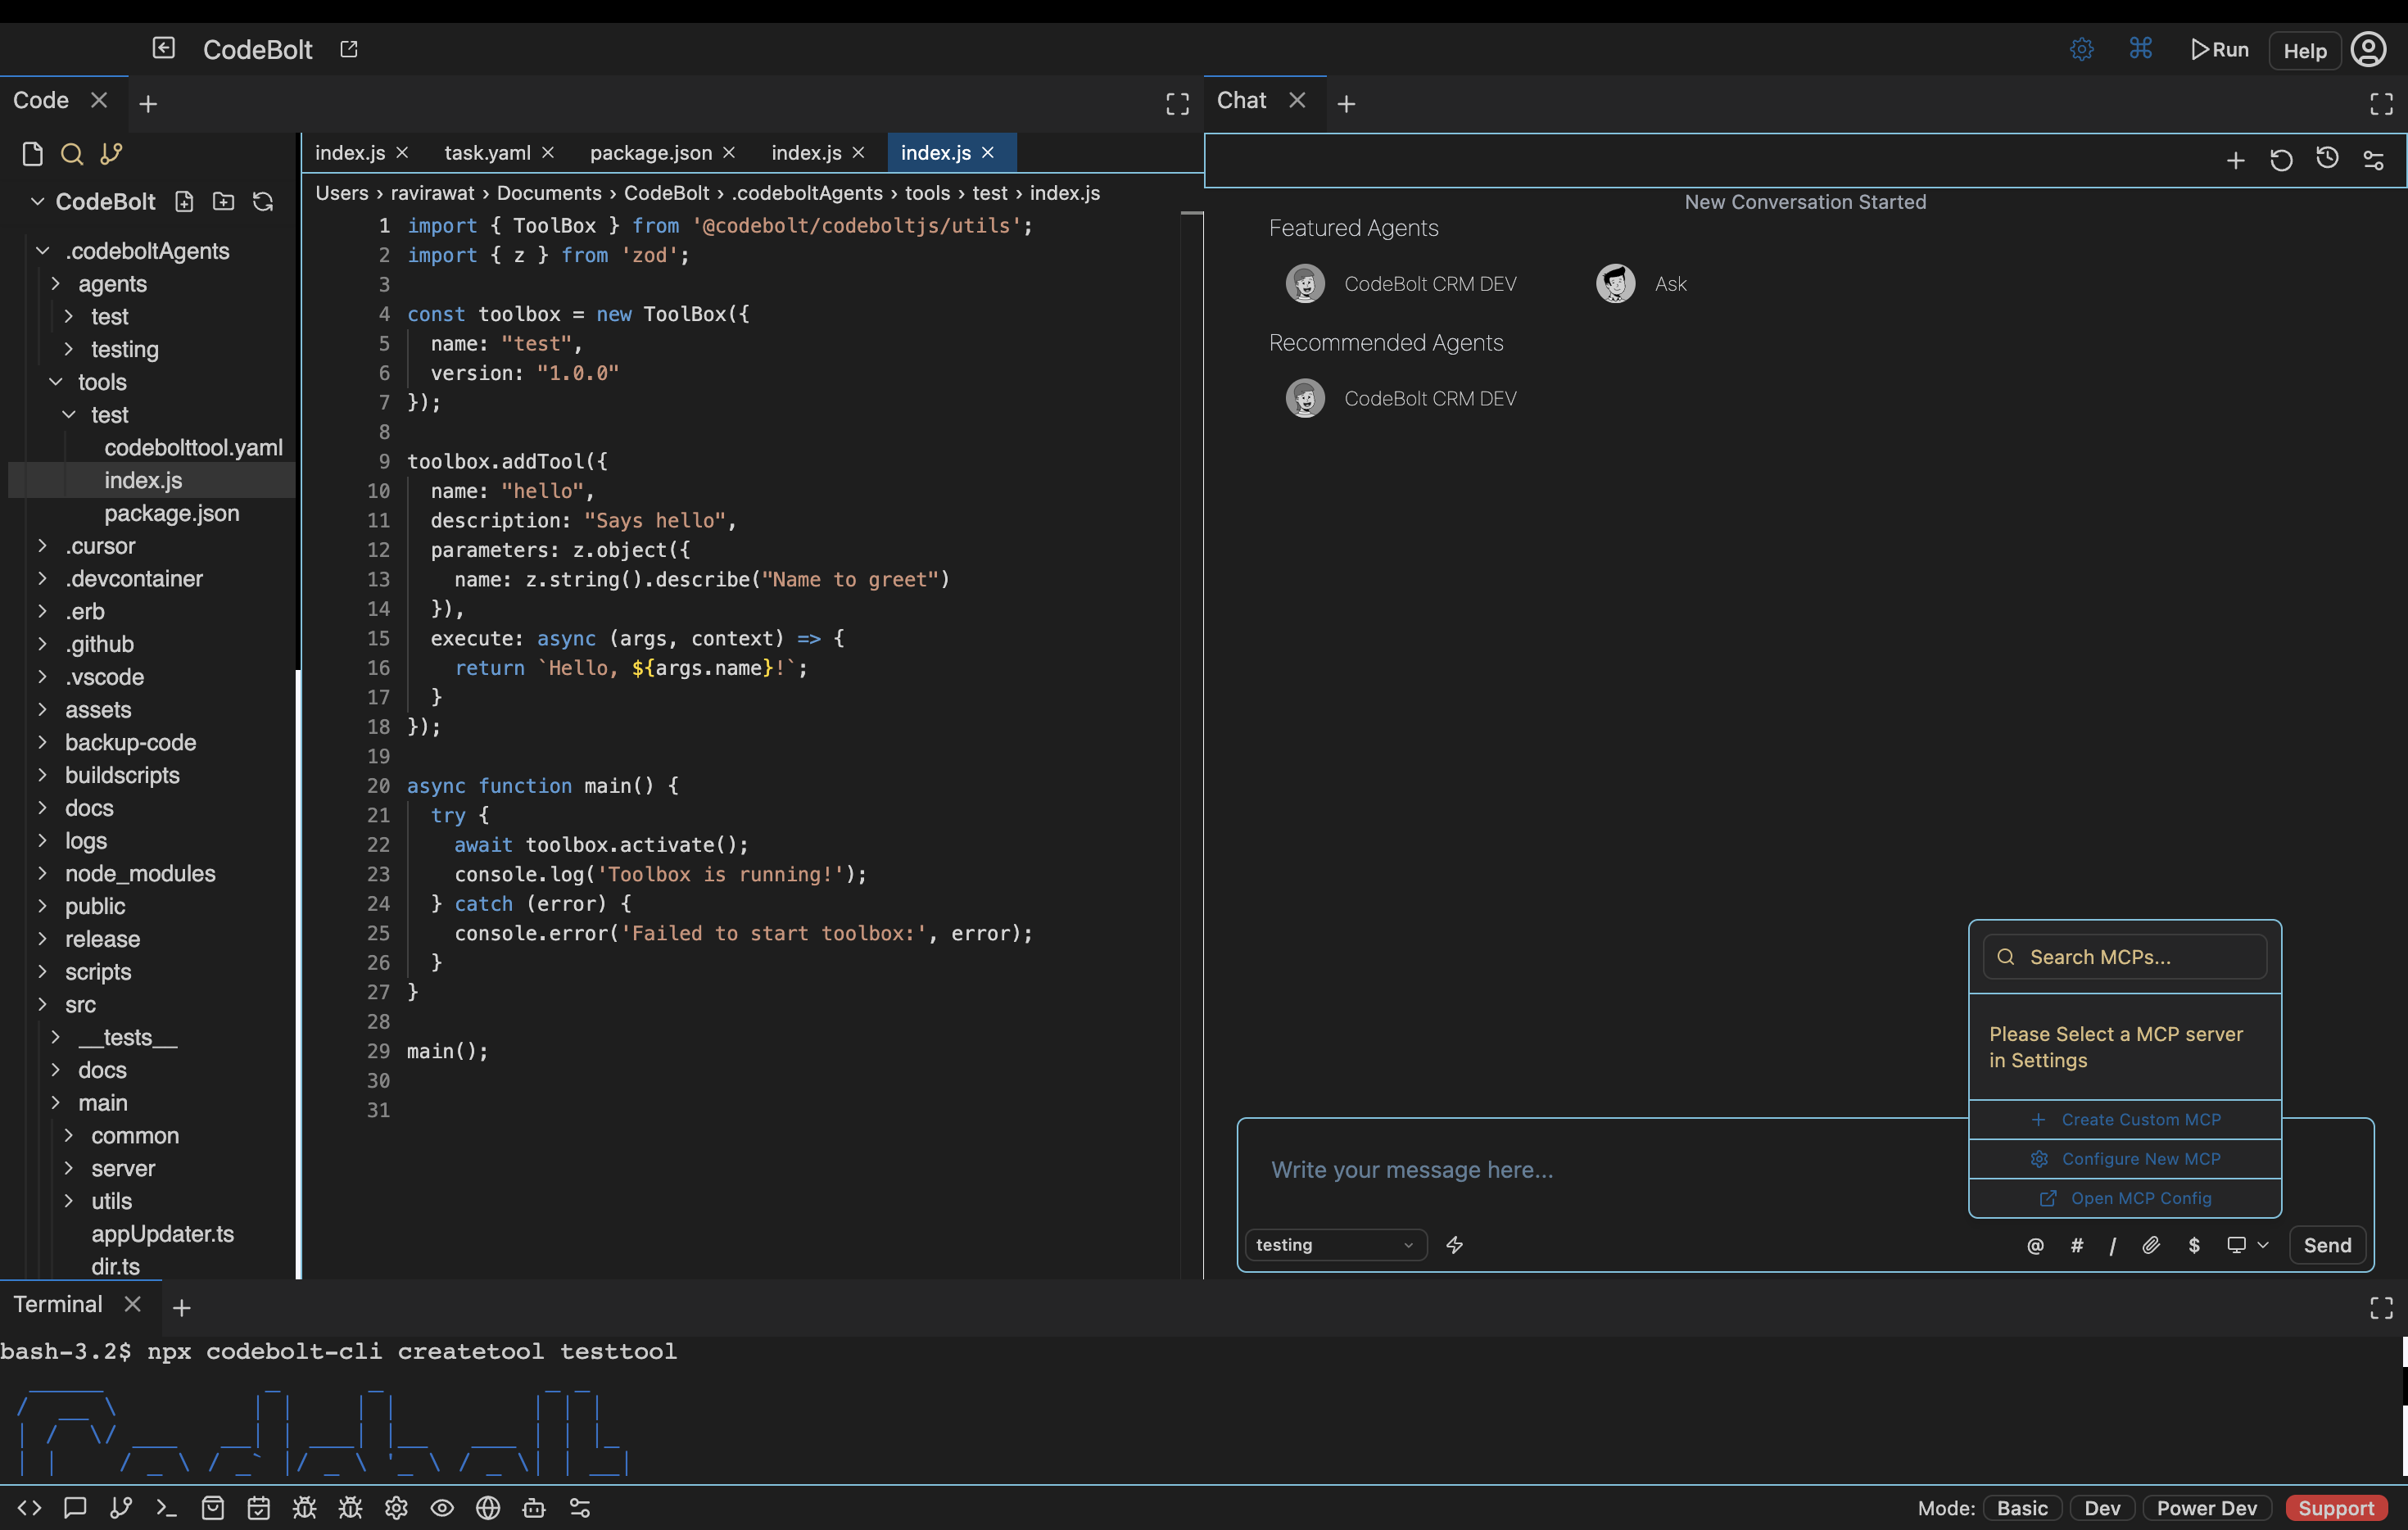 CodeBolt
Run
Help
Code
Chat
index.js
task.yaml
package.json
index.js
index.js
CodeBolt
Users › ravirawat › Documents › CodeBolt › .codeboltAgents › tools › test › index.js
.codeboltAgents
agents
test
testing
tools
test
codebolttool.yaml
index.js
package.json
.cursor
.devcontainer
.erb
.github
.vscode
assets
backup-code
buildscripts
docs
logs
node_modules
public
release
scripts
src
__tests__
docs
main
common
server
utils
appUpdater.ts
dir.ts
1 import { ToolBox } from '@codebolt/codeboltjs/utils';
2 import { z } from 'zod';
3
4 const toolbox = new ToolBox({
5 name: "test",
6 version: "1.0.0"
7 });
8
9 toolbox.addTool({
10 name: "hello",
11 description: "Says hello",
12 parameters: z.object({
13 name: z.string().describe("Name to greet")
14 }),
15 execute: async (args, context) => {
16 return `Hello, ${args.name}!`;
17 }
18 });
19
20 async function main() {
21 try {
22 await toolbox.activate();
23 console.log('Toolbox is running!');
24 } catch (error) {
25 console.error('Failed to start toolbox:', error);
26 }
27 }
28
29 main();
30
31
New Conversation Started
Featured Agents
CodeBolt CRM DEV
Ask
Recommended Agents
CodeBolt CRM DEV
Search MCPs...
Please Select a MCP server
in Settings
Create Custom MCP
Configure New MCP
Open MCP Config
Write your message here...
testing
@ # / $
Send
Terminal
bash-3.2$ npx codebolt-cli createtool testtool
Mode: Basic Dev Power Dev Support